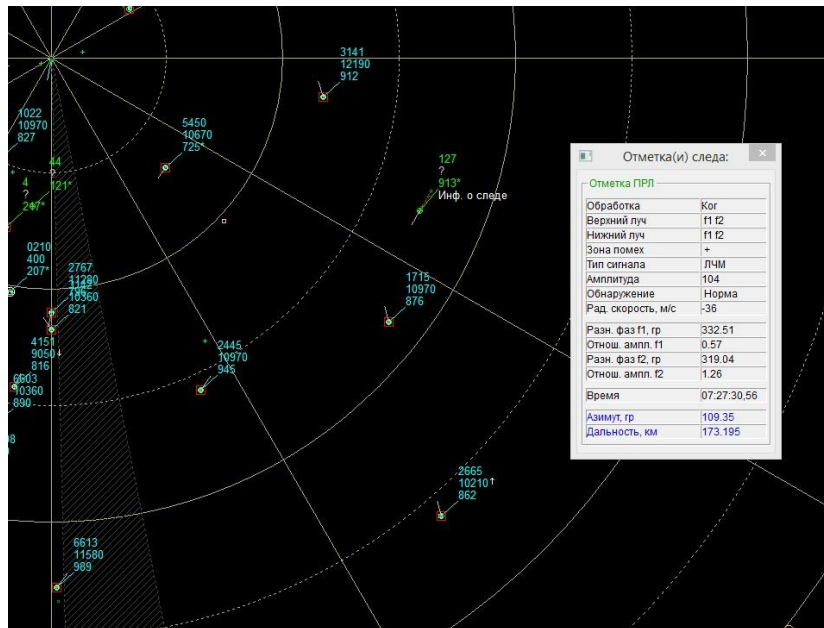 3141
12190
912
1022
10970
827
5450
10670
725*
44
?
121*
4
?
247*
127
?
913*
Инф. о следе
0210
400
207*
2767
11280
10360
821
1715
10970
876
4151
9050↓
816
6603
10360
890
2445
10970
945
2665
10210↑
862
6613
11580
989
Отметка(и) следа:
Отметка ПРЛ
Обработка Ког
Верхний луч f1 f2
Нижний луч f1 f2
Зона помех +
Тип сигнала ЛЧМ
Амплитуда 104
Обнаружение Норма
Рад. скорость, м/с -36
Разн. фаз f1, гр 332.51
Отнош. ампл. f1 0.57
Разн. фаз f2, гр 319.04
Отнош. ампл. f2 1.26
Время 07:27:30,56
Азимут, гр 109.35
Дальность, км 173.195